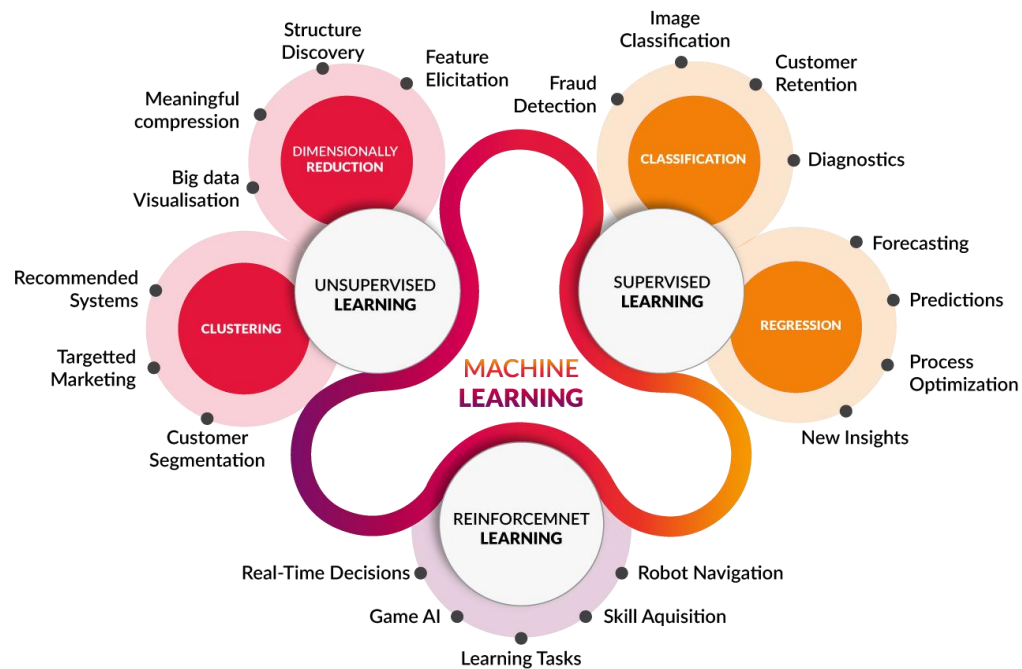 Structure
Discovery
Feature
Elicitation
Meaningful
compression
Big data
Visualisation
DIMENSIONALLY
REDUCTION
Recommended
Systems
Targetted
Marketing
Customer
Segmentation
CLUSTERING
UNSUPERVISED
LEARNING
Image
Classification
Customer
Retention
Fraud
Detection
Diagnostics
CLASSIFICATION
SUPERVISED
LEARNING
Forecasting
Predictions
Process
Optimization
New Insights
REGRESSION
MACHINE
LEARNING
REINFORCEMNET
LEARNING
Real-Time Decisions
Game AI
Learning Tasks
Skill Aquisition
Robot Navigation